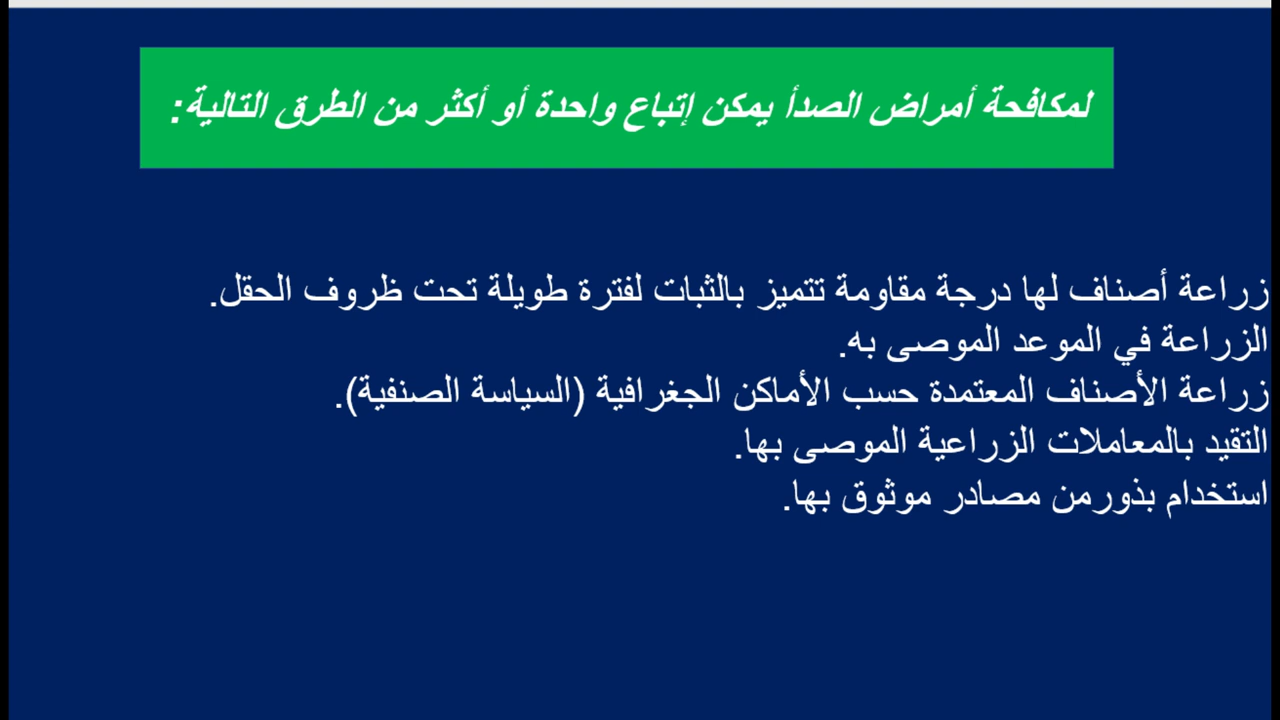 لمكافحة أمراض الصدأ يمكن إتباع واحدة أو أكثر من الطرق التالية:
زراعة أصناف لها درجة مقاومة تتميز بالثبات لفترة طويلة تحت ظروف الحقل.
الزراعة في الموعد الموصى به.
زراعة الأصناف المعتمدة حسب الأماكن الجغرافية (السياسة الصنفية).
التقيد بالمعاملات الزراعية الموصى بها.
استخدام بذورمن مصادر موثوق بها.